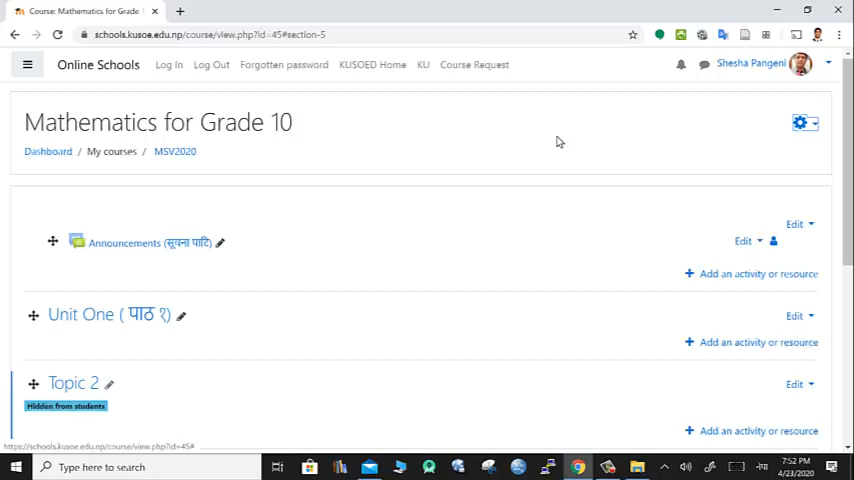 Course: Mathematics for Grade 1
schools.kusoe.edu.np/course/view.php?id=45#section-5
Online Schools Log In Log Out Forgotten password KUSOED Home KU Course Request Shesha Pangeni
Mathematics for Grade 10
Dashboard / My courses / MSV2020
Edit
Announcements (सूचना पाटि) Edit
+ Add an activity or resource
Unit One ( पाठ १) Edit
+ Add an activity or resource
Topic 2 Edit
Hidden from students
+ Add an activity or resource
https://schools.kusoe.edu.np/course/view.php?id=45#
Type here to search
7:52 PM
4/23/2020